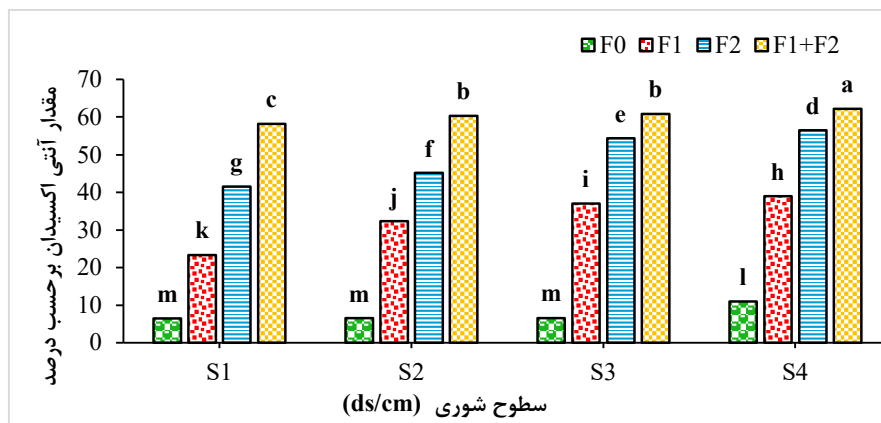 F0 F1 F2 F1+F2
مقدار آنتی اکسیدان برحسب درصد
70
60
50
40
30
20
10
0
m k g c
m j f b
m i e b
l h d a
S1 S2 S3 S4
سطوح شوری (ds/cm)